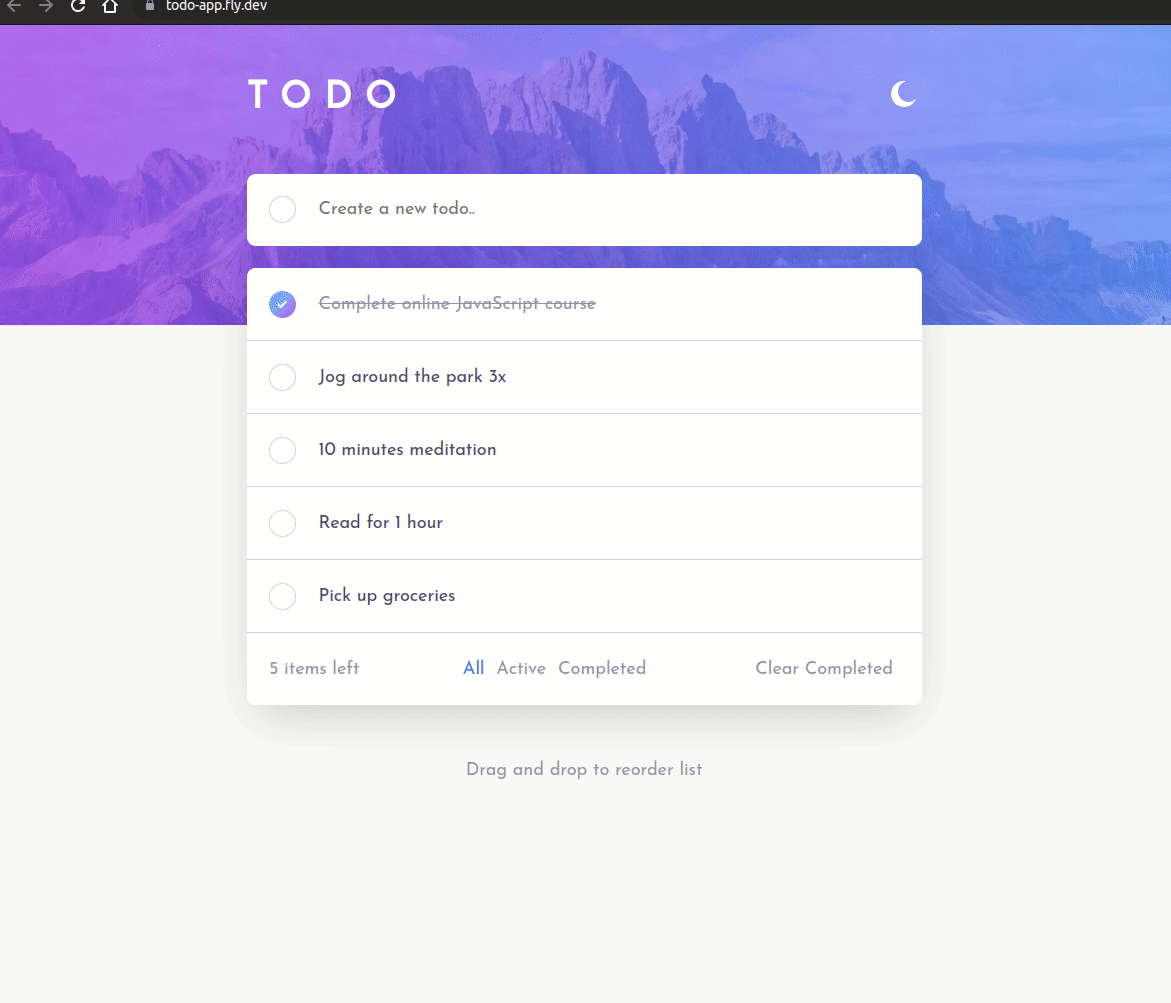 todo-app.fly.dev
TODO
Create a new todo..
Complete online JavaScript course
Jog around the park 3x
10 minutes meditation
Read for 1 hour
Pick up groceries
5 items left All Active Completed Clear Completed
Drag and drop to reorder list